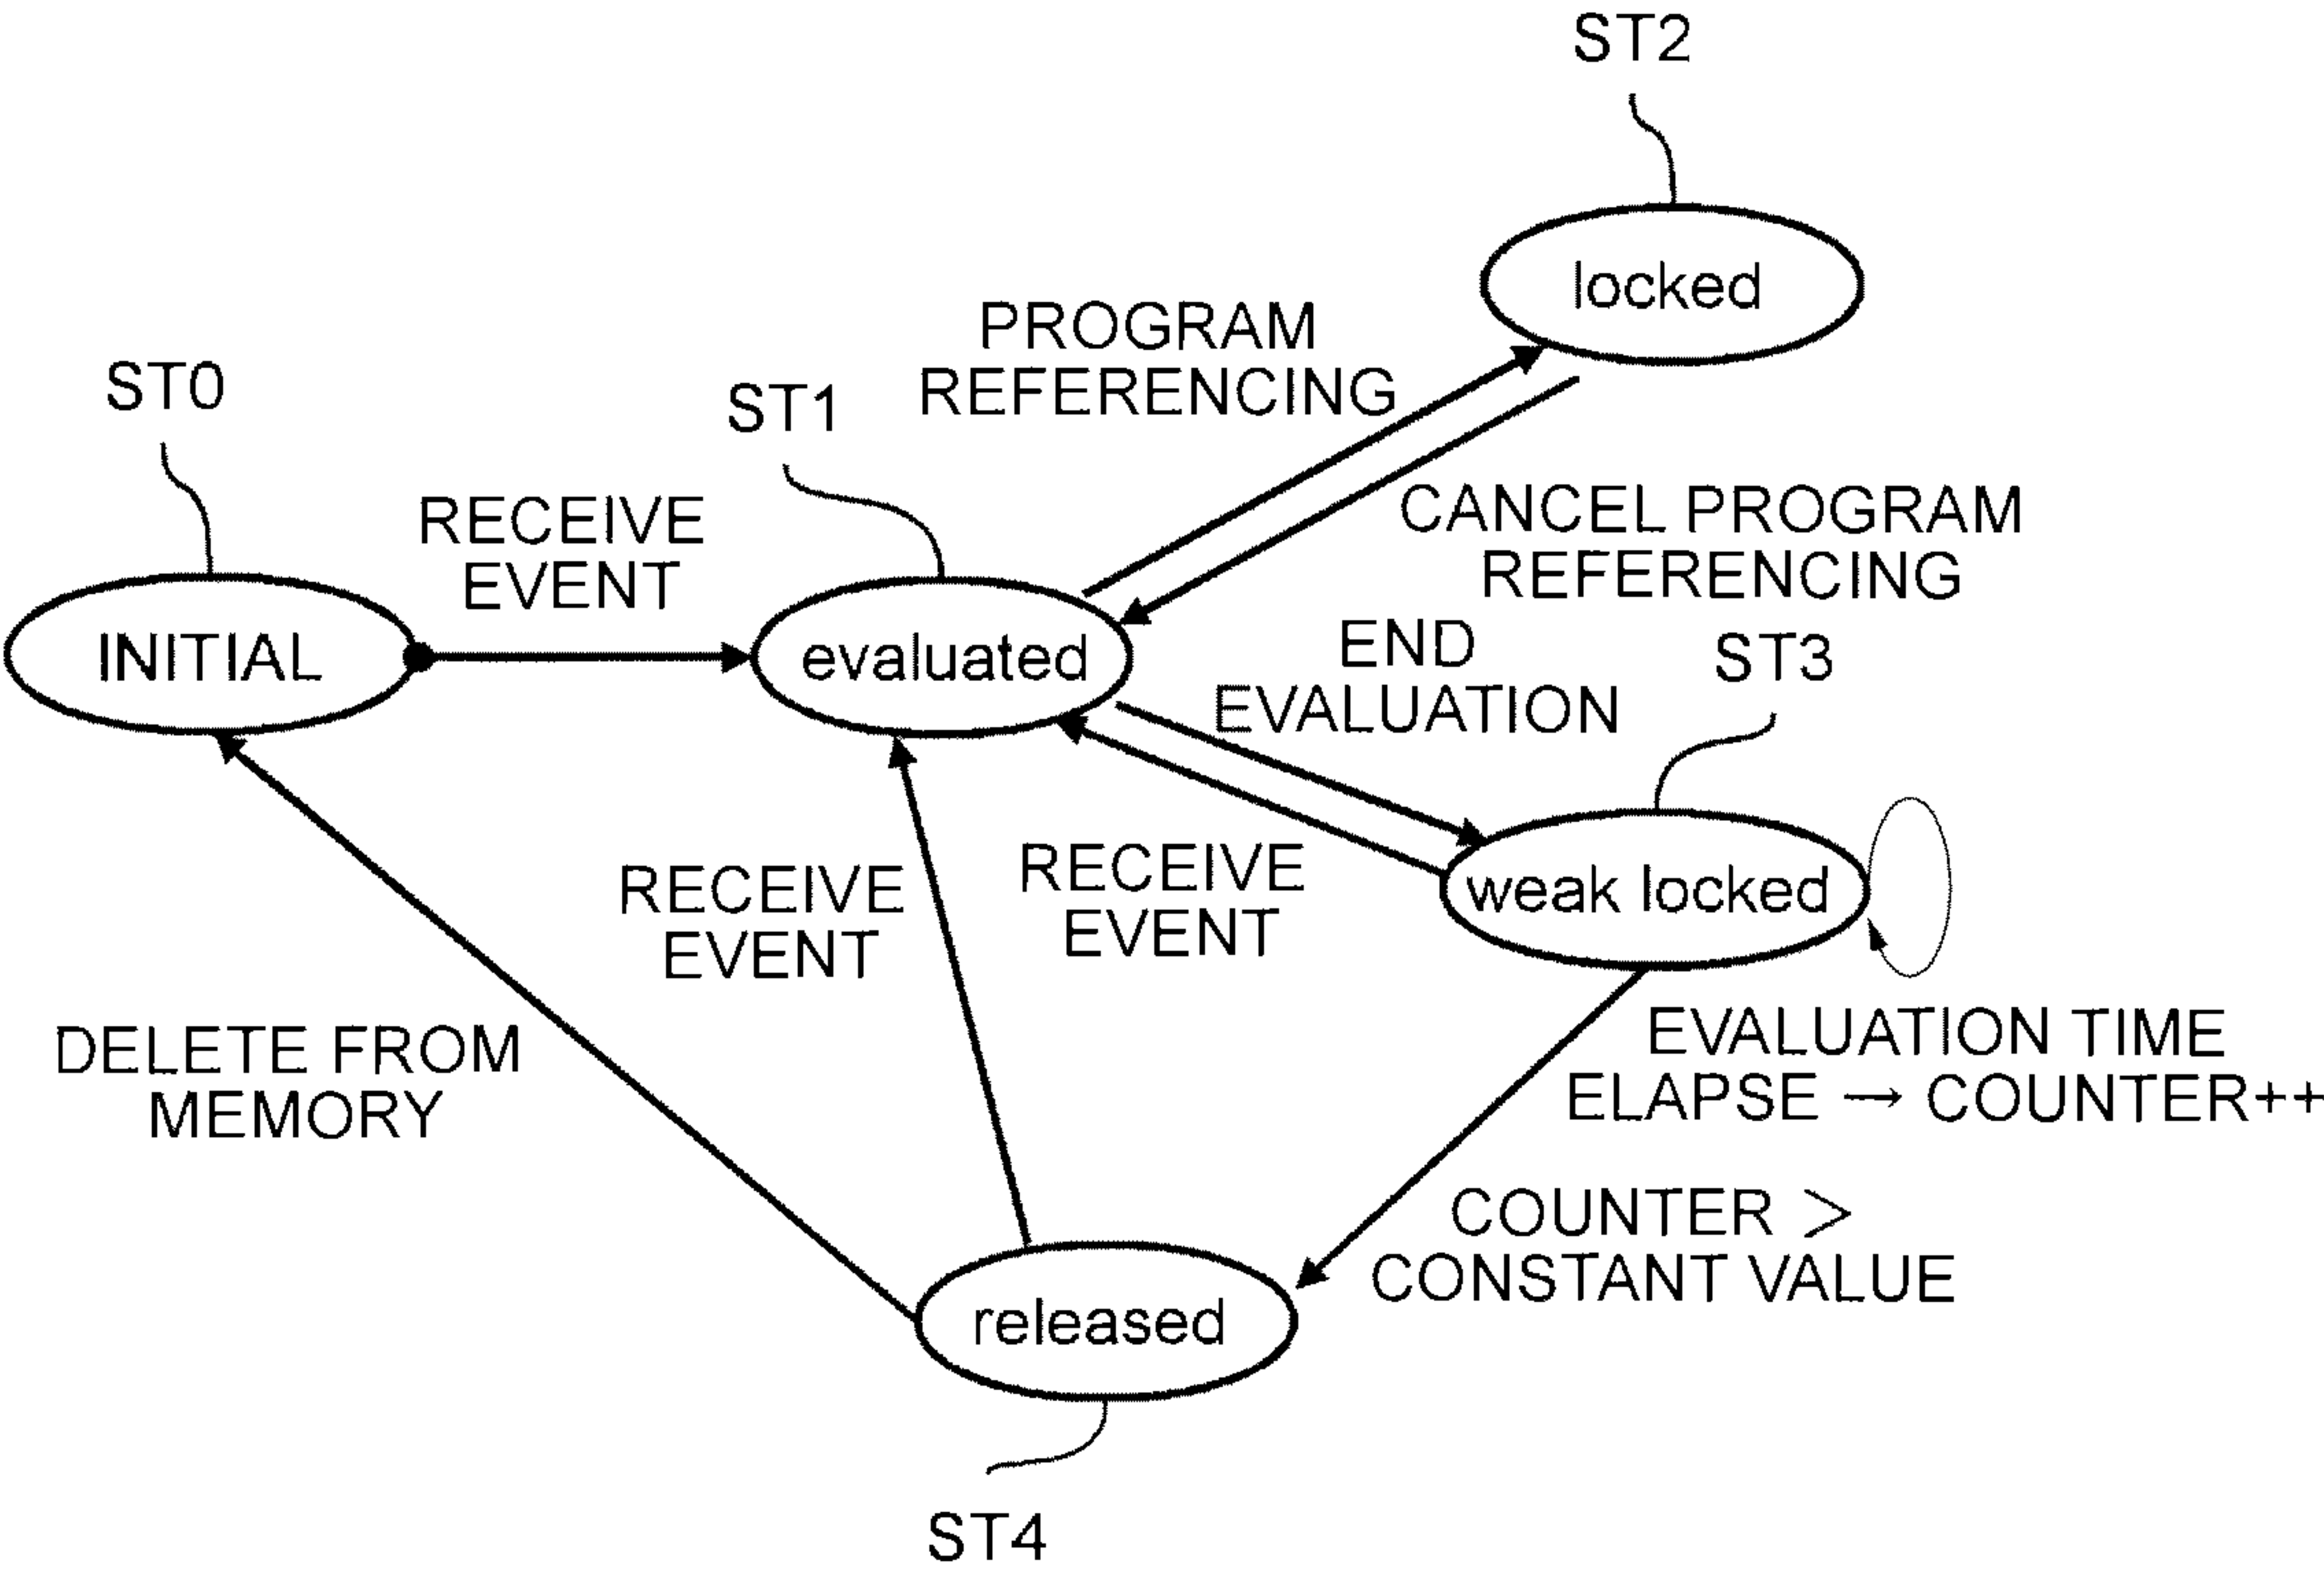 ST2
locked
PROGRAM
REFERENCING
ST0
ST1
RECEIVE
EVENT
CANCEL PROGRAM
REFERENCING
INITIAL
evaluated
END
EVALUATION
ST3
RECEIVE
EVENT
RECEIVE
EVENT
weak locked
DELETE FROM
MEMORY
EVALUATION TIME
ELAPSE → COUNTER++
COUNTER >
CONSTANT VALUE
released
ST4